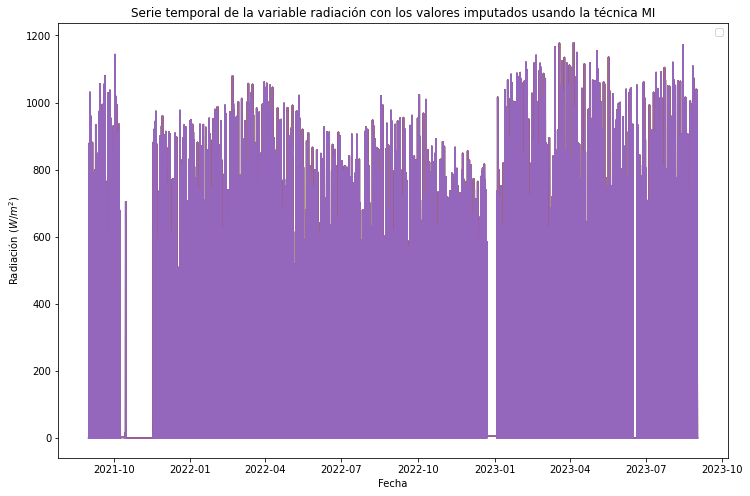 Serie temporal de la variable radiación con los valores imputados usando la técnica MI
1200
1000
800
600
400
200
0
Radiación (W/m²)
2021-10 2022-01 2022-04 2022-07 2022-10 2023-01 2023-04 2023-07 2023-10
Fecha